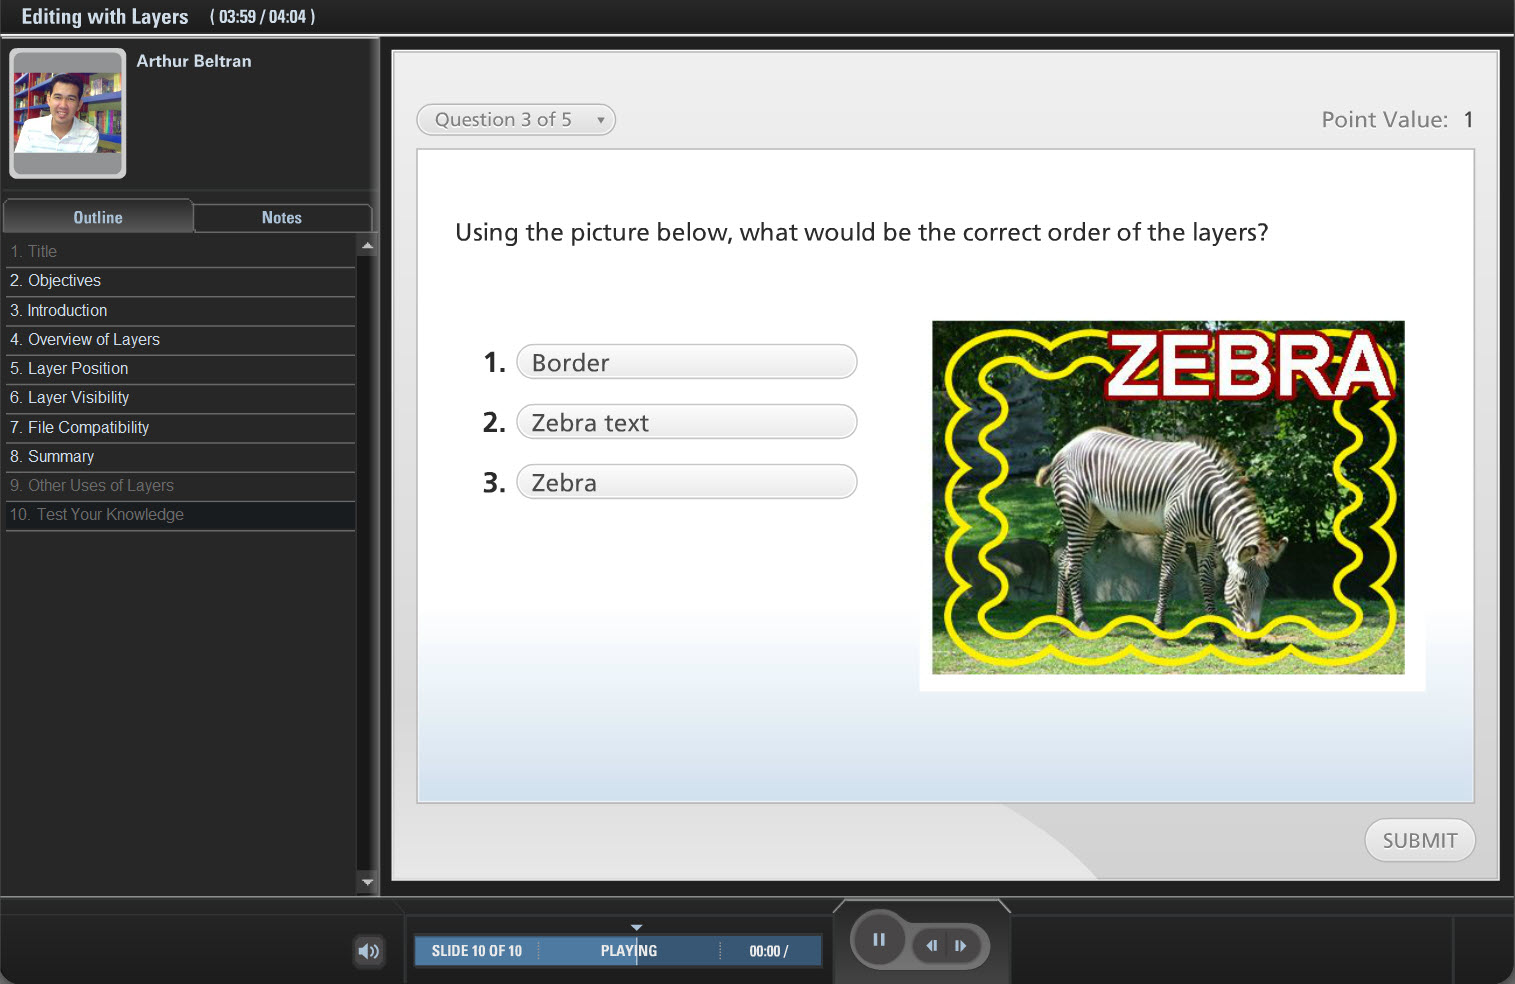 Editing with Layers ( 03:59 / 04:04 )
Arthur Beltran
Outline
Notes
1. Title
2. Objectives
3. Introduction
4. Overview of Layers
5. Layer Position
6. Layer Visibility
7. File Compatibility
8. Summary
9. Other Uses of Layers
10. Test Your Knowledge
Question 3 of 5
Point Value: 1
Using the picture below, what would be the correct order of the layers?
1. Border
2. Zebra text
3. Zebra
ZEBRA
SUBMIT
SLIDE 10 OF 10 PLAYING 00:00 /